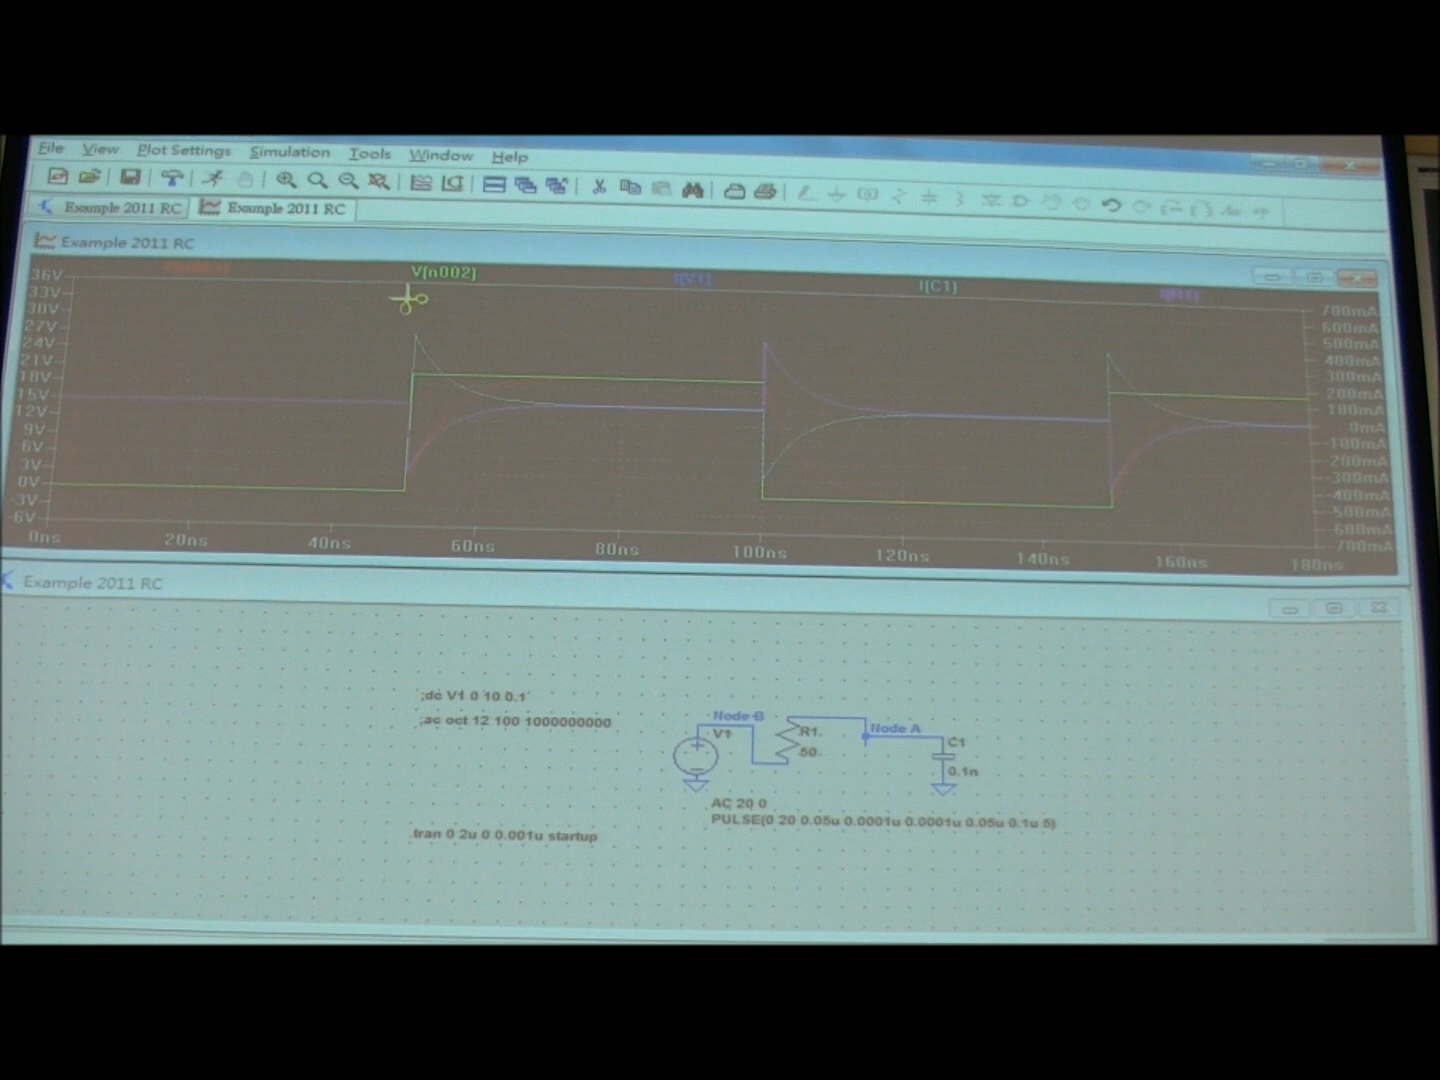 File View Plot Settings Simulation Tools Window Help
Example 2011 RC Example 2011 RC
Example 2011 RC
V[n002] I[V1] I[C1] I[R1]
36V
33V
30V
27V
24V
21V
18V
15V
12V
9V
6V
3V
0V
-3V
-6V
700mA
600mA
500mA
400mA
300mA
200mA
100mA
0mA
-100mA
-200mA
-300mA
-400mA
500mA
600mA
700mA
0ns 20ns 40ns 60ns 80ns 100ns 120ns 140ns 160ns 180ns
Example 2011 RC
;dc V1 0 10 0.1
;ac oct 12 100 1000000000
Node B
V1
R1
50
Node A
C1
0.1n
AC 20 0
PULSE(0 20 0.05u 0.0001u 0.0001u 0.05u 0.1u 5)
.tran 0 2u 0 0.001u startup